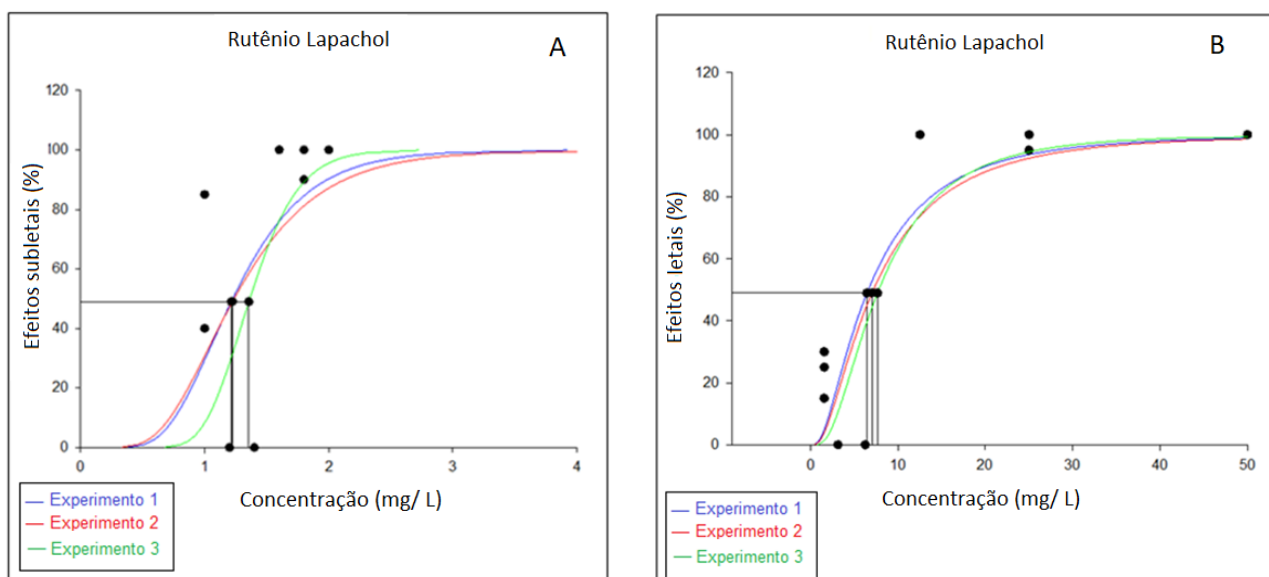 Rutênio Lapachol
A
Efeitos subletais (%)
120
100
80
60
40
20
0
0 1 2 3 4
Concentração (mg/ L)
Experimento 1
Experimento 2
Experimento 3
Rutênio Lapachol
B
Efeitos letais (%)
120
100
80
60
40
20
0
0 10 20 30 40 50
Concentração (mg/ L)
Experimento 1
Experimento 2
Experimento 3